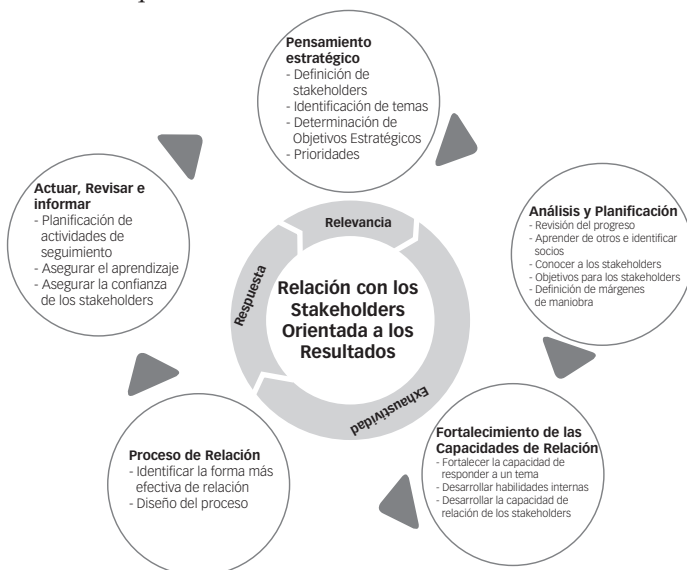 Pensamiento
estratégico
- Definición de
stakeholders
- Identificación de temas
- Determinación de
Objetivos Estratégicos
- Prioridades
Análisis y Planificación
- Revisión del progreso
- Aprender de otros e identificar
socios
- Conocer a los stakeholders
- Objetivos para los stakeholders
- Definición de márgenes
de maniobra
Fortalecimiento de las
Capacidades de Relación
- Fortalecer la capacidad de
responder a un tema
- Desarrollar habilidades internas
- Desarrollar la capacidad de
relación de los stakeholders
Proceso de Relación
- Identificar la forma más
efectiva de relación
- Diseño del proceso
Actuar, Revisar e
informar
- Planificación de
actividades de
seguimiento
- Asegurar el aprendizaje
- Asegurar la confianza
de los stakeholders
Relevancia
Exhaustividad
Respuesta
Relación con los
Stakeholders
Orientada a los
Resultados